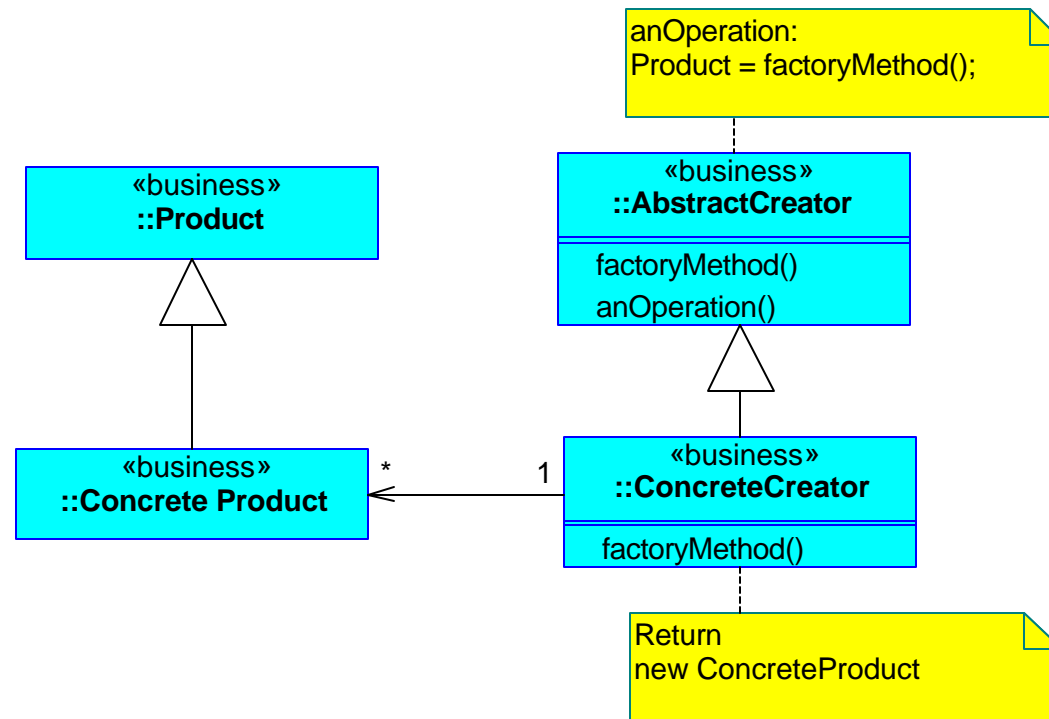 anOperation:
Product = factoryMethod();
«business»
::Product
«business»
::AbstractCreator
factoryMethod()
anOperation()
«business»
::Concrete Product
*
1
«business»
::ConcreteCreator
factoryMethod()
Return
new ConcreteProduct